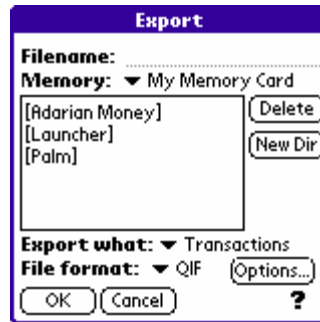 Export
Filename:
Memory: My Memory Card
[Adarian Money]
[Launcher]
[Palm]
Delete
New Dir
Export what: Transactions
File format: QIF Options...
OK Cancel ?